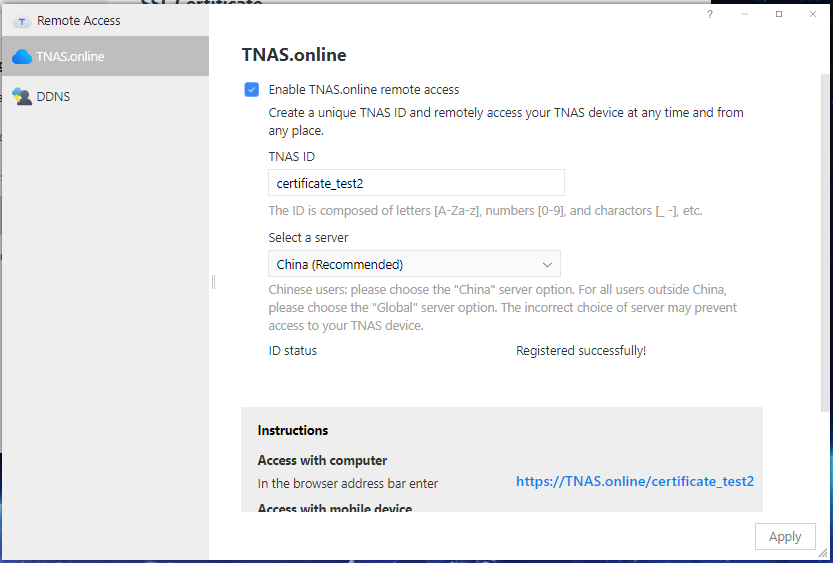 SSL Certificate
Remote Access
TNAS.online
DDNS
TNAS.online
Enable TNAS.online remote access
Create a unique TNAS ID and remotely access your TNAS device at any time and from
any place.
TNAS ID
certificate_test2
The ID is composed of letters [A-Za-z], numbers [0-9], and characters [_ -], etc.
Select a server
China (Recommended)
Chinese users: please choose the "China" server option. For all users outside China,
please choose the "Global" server option. The incorrect choice of server may prevent
access to your TNAS device.
ID status Registered successfully!
Instructions
Access with computer
In the browser address bar enter https://TNAS.online/certificate_test2
Access with mobile device
Apply